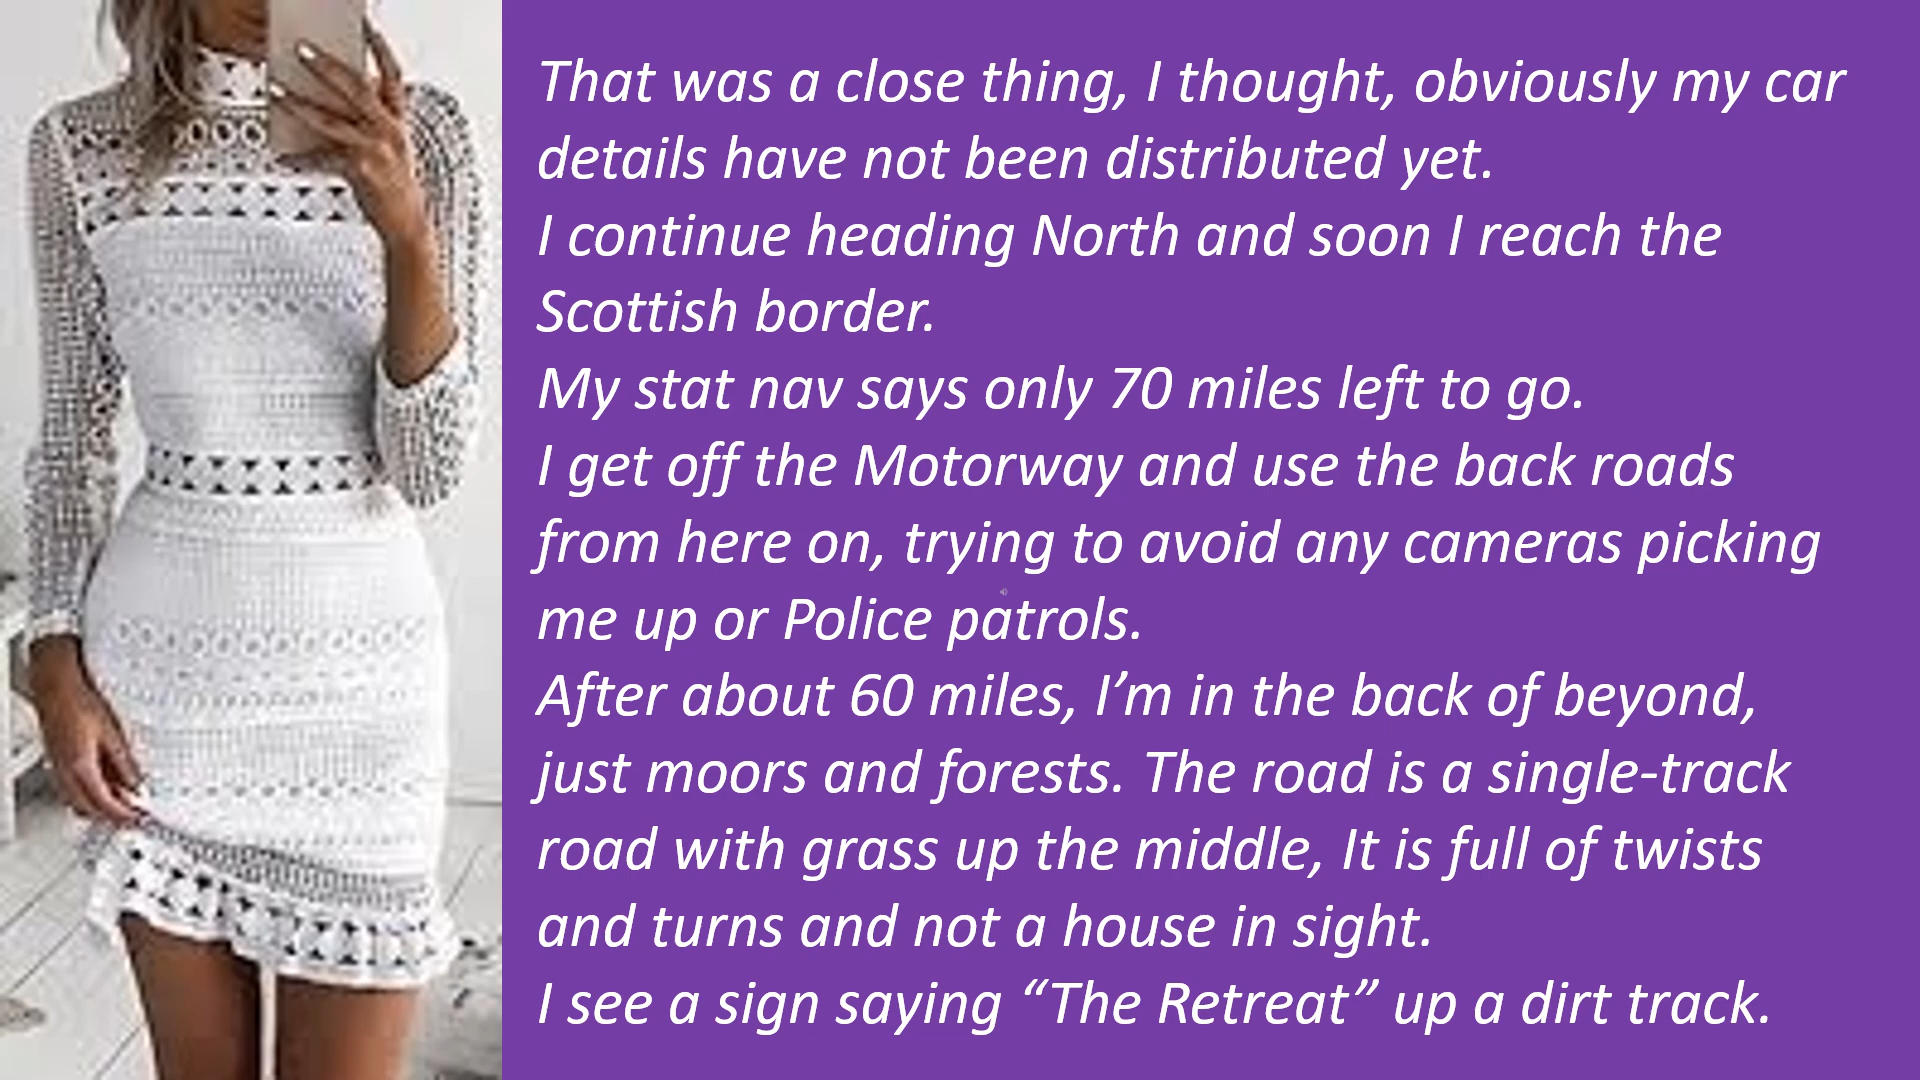 That was a close thing, I thought, obviously my car
details have not been distributed yet.
I continue heading North and soon I reach the
Scottish border.
My stat nav says only 70 miles left to go.
I get off the Motorway and use the back roads
from here on, trying to avoid any cameras picking
me up or Police patrols.
After about 60 miles, I’m in the back of beyond,
just moors and forests. The road is a single-track
road with grass up the middle, It is full of twists
and turns and not a house in sight.
I see a sign saying “The Retreat” up a dirt track.